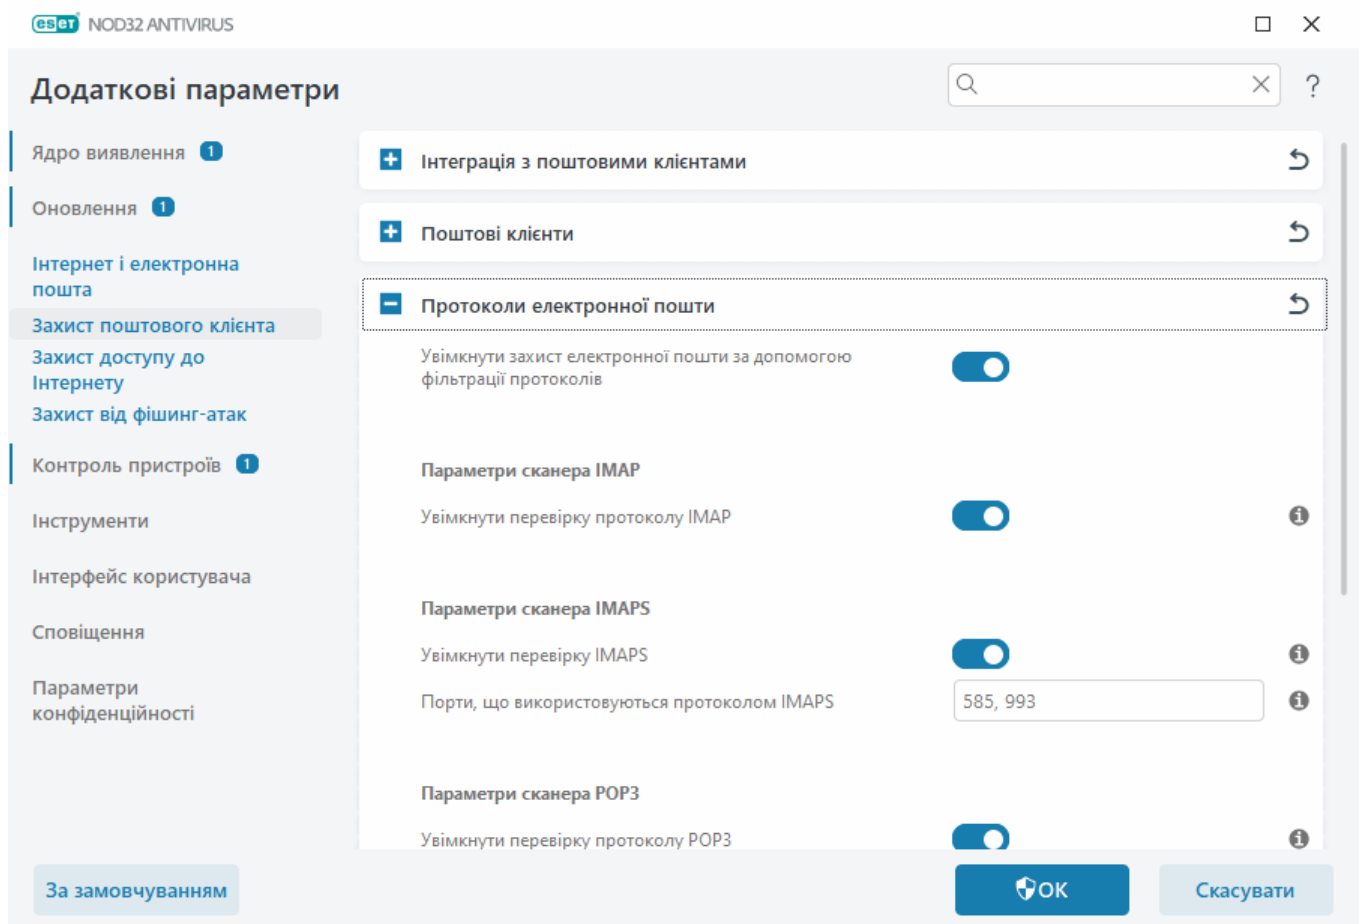 eset NOD32 ANTIVIRUS
Додаткові параметри
?
Ядро виявлення 1
Оновлення 1
Інтернет і електронна
пошта
Захист поштового клієнта
Захист доступу до
Інтернету
Захист від фішинг-атак
Контроль пристроїв 1
Інструменти
Інтерфейс користувача
Сповіщення
Параметри
конфіденційності
Інтеграція з поштовими клієнтами
Поштові клієнти
Протоколи електронної пошти
Увімкнути захист електронної пошти за допомогою
фільтрації протоколів
Параметри сканера IMAP
Увімкнути перевірку протоколу IMAP
Параметри сканера IMAPS
Увімкнути перевірку IMAPS
Порти, що використовуються протоколом IMAPS
585, 993
Параметри сканера POP3
Увімкнути перевірку протоколу POP3
За замовчуванням
ОК
Скасувати